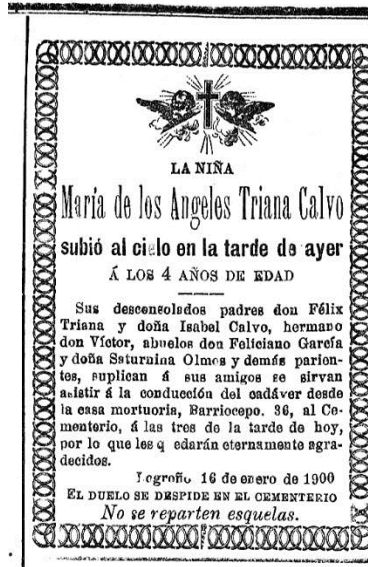 LA NIÑA
María de los Angeles Triana Calvo
subió al cielo en la tarde de ayer
Á LOS 4 AÑOS DE EDAD
Sus desconsolados padres don Félix
Triana y doña Isabel Calvo, hermano
don Víctor, abuelos don Feliciano García
y doña Saturnina Olmos y demás parien-
tes, suplican á sus amigos se sirvan
asistir á la conducción del cadáver desde
la casa mortuoria, Barriocepo. 36, al Ce-
menterio, á las tres de la tarde de hoy,
por lo que les q edarán eternamente agra-
decidos.
Logroño 16 de enero de 1900
EL DUELO SE DESPIDE EN EL CEMENTERIO
No se reparten esquelas.